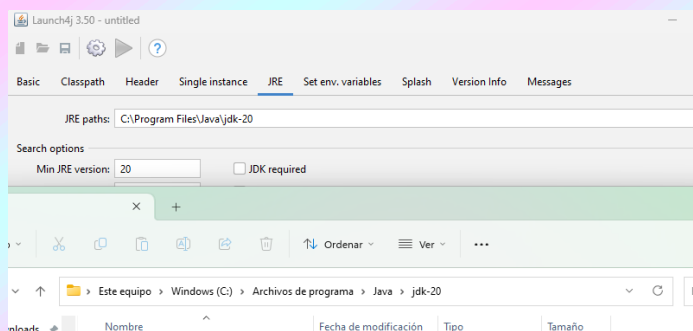 Launch4j 3.50 - untitled
Basic Classpath Header Single instance JRE Set env. variables Splash Version Info Messages
JRE paths: C:\Program Files\Java\jdk-20
Search options
Min JRE version: 20 JDK required
Ordenar Ver
Este equipo > Windows (C:) > Archivos de programa > Java > jdk-20
Nombre Fecha de modificación Tipo Tamaño